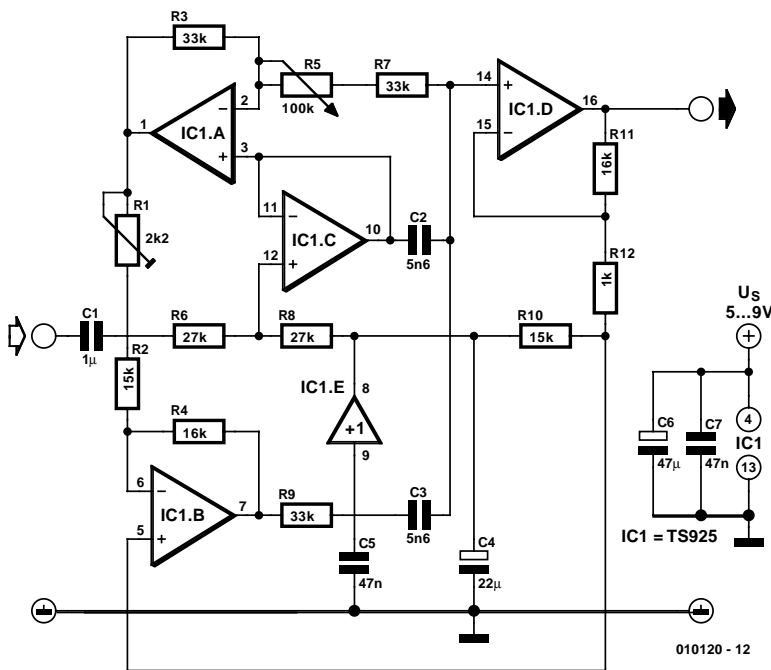 R3
33k
R5
100k
R7
33k
14
+
IC1.D
16
15
−
R11
16k
1
−
2
IC1.A
+
3
R1
2k2
11
−
IC1.C
10
12
+
C2
5n6
R12
1k
C1
1µ
R6
27k
R8
27k
R10
15k
R2
15k
IC1.E
8
+1
9
R4
16k
6
−
IC1.B
7
5
+
R9
33k
C3
5n6
C5
47n
C4
22µ
US
5...9V
+
C6
47µ
C7
47n
4
IC1
13
IC1 = TS925
010120 - 12